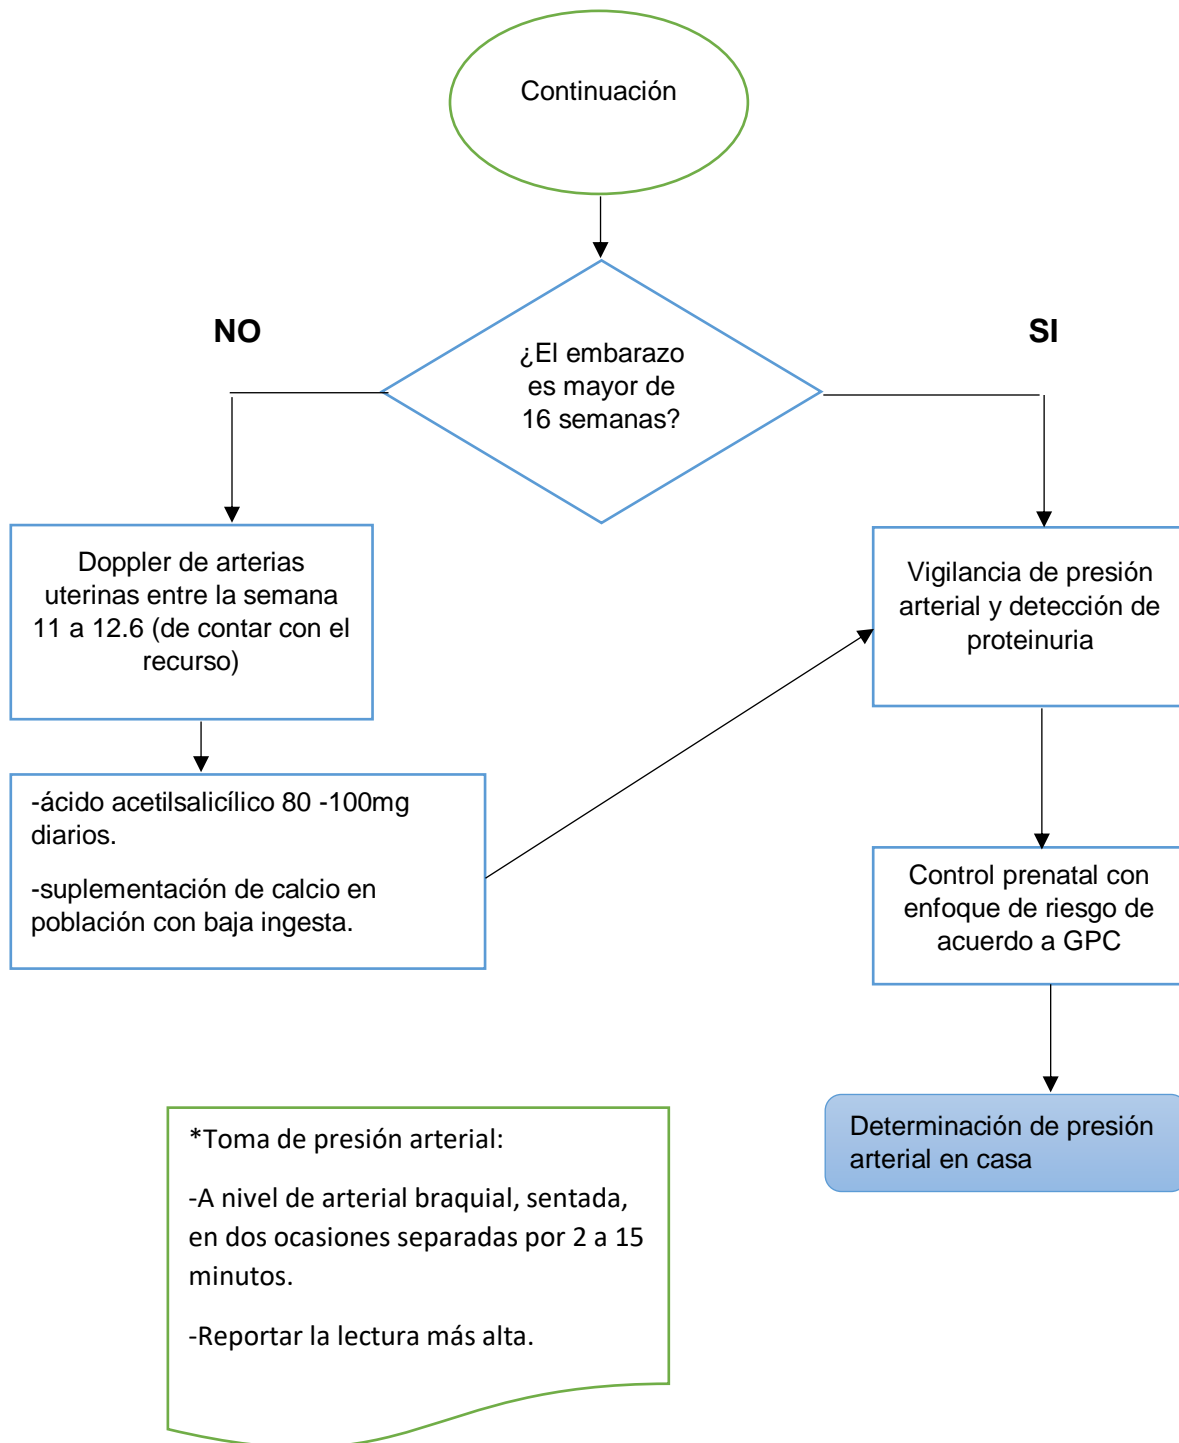 Continuación
NO
SI
¿El embarazo
es mayor de
16 semanas?
Doppler de arterias
uterinas entre la semana
11 a 12.6 (de contar con el
recurso)
Vigilancia de presión
arterial y detección de
proteinuria
-ácido acetilsalicílico 80 -100mg
diarios.
-suplementación de calcio en
población con baja ingesta.
Control prenatal con
enfoque de riesgo de
acuerdo a GPC
Determinación de presión
arterial en casa
*Toma de presión arterial:
-A nivel de arterial braquial, sentada,
en dos ocasiones separadas por 2 a 15
minutos.
-Reportar la lectura más alta.